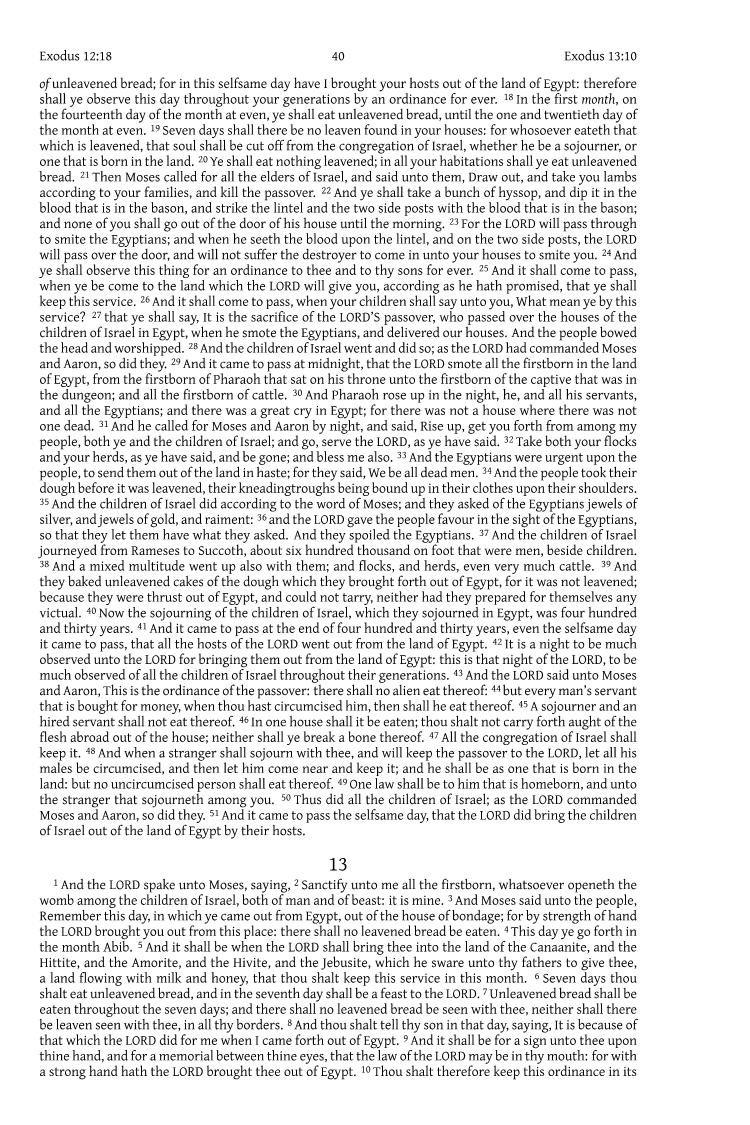 Exodus 12:18 40 Exodus 13:10
of unleavened bread; for in this selfsame day have I brought your hosts out of the land of Egypt: therefore
shall ye observe this day throughout your generations by an ordinance for ever. 18 In the first month, on
the fourteenth day of the month at even, ye shall eat unleavened bread, until the one and twentieth day of
the month at even. 19 Seven days shall there be no leaven found in your houses: for whosoever eateth that
which is leavened, that soul shall be cut off from the congregation of Israel, whether he be a sojourner, or
one that is born in the land. 20 Ye shall eat nothing leavened; in all your habitations shall ye eat unleavened
bread. 21 Then Moses called for all the elders of Israel, and said unto them, Draw out, and take you lambs
according to your families, and kill the passover. 22 And ye shall take a bunch of hyssop, and dip it in the
blood that is in the bason, and strike the lintel and the two side posts with the blood that is in the bason;
and none of you shall go out of the door of his house until the morning. 23 For the LORD will pass through
to smite the Egyptians; and when he seeth the blood upon the lintel, and on the two side posts, the LORD
will pass over the door, and will not suffer the destroyer to come in unto your houses to smite you. 24 And
ye shall observe this thing for an ordinance to thee and to thy sons for ever. 25 And it shall come to pass,
when ye be come to the land which the LORD will give you, according as he hath promised, that ye shall
keep this service. 26 And it shall come to pass, when your children shall say unto you, What mean ye by this
service? 27 that ye shall say, It is the sacrifice of the LORD'S passover, who passed over the houses of the
children of Israel in Egypt, when he smote the Egyptians, and delivered our houses. And the people bowed
the head and worshipped. 28 And the children of Israel went and did so; as the LORD had commanded Moses
and Aaron, so did they. 29 And it came to pass at midnight, that the LORD smote all the firstborn in the land
of Egypt, from the firstborn of Pharaoh that sat on his throne unto the firstborn of the captive that was in
the dungeon; and all the firstborn of cattle. 30 And Pharaoh rose up in the night, he, and all his servants,
and all the Egyptians; and there was a great cry in Egypt; for there was not a house where there was not
one dead. 31 And he called for Moses and Aaron by night, and said, Rise up, get you forth from among my
people, both ye and the children of Israel; and go, serve the LORD, as ye have said. 32 Take both your flocks
and your herds, as ye have said, and be gone; and bless me also. 33 And the Egyptians were urgent upon the
people, to send them out of the land in haste; for they said, We be all dead men. 34 And the people took their
dough before it was leavened, their kneadingtroughs being bound up in their clothes upon their shoulders.
35 And the children of Israel did according to the word of Moses; and they asked of the Egyptians jewels of
silver, and jewels of gold, and raiment: 36 and the LORD gave the people favour in the sight of the Egyptians,
so that they let them have what they asked. And they spoiled the Egyptians. 37 And the children of Israel
journeyed from Rameses to Succoth, about six hundred thousand on foot that were men, beside children.
38 And a mixed multitude went up also with them; and flocks, and herds, even very much cattle. 39 And
they baked unleavened cakes of the dough which they brought forth out of Egypt, for it was not leavened;
because they were thrust out of Egypt, and could not tarry, neither had they prepared for themselves any
victual. 40 Now the sojourning of the children of Israel, which they sojourned in Egypt, was four hundred
and thirty years. 41 And it came to pass at the end of four hundred and thirty years, even the selfsame day
it came to pass, that all the hosts of the LORD went out from the land of Egypt. 42 It is a night to be much
observed unto the LORD for bringing them out from the land of Egypt: this is that night of the LORD, to be
much observed of all the children of Israel throughout their generations. 43 And the LORD said unto Moses
and Aaron, This is the ordinance of the passover: there shall no alien eat thereof: 44 but every man's servant
that is bought for money, when thou hast circumcised him, then shall he eat thereof. 45 A sojourner and an
hired servant shall not eat thereof. 46 In one house shall it be eaten; thou shalt not carry forth aught of the
flesh abroad out of the house; neither shall ye break a bone thereof. 47 All the congregation of Israel shall
keep it. 48 And when a stranger shall sojourn with thee, and will keep the passover to the LORD, let all his
males be circumcised, and then let him come near and keep it; and he shall be as one that is born in the
land: but no uncircumcised person shall eat thereof. 49 One law shall be to him that is homeborn, and unto
the stranger that sojourneth among you. 50 Thus did all the children of Israel; as the LORD commanded
Moses and Aaron, so did they. 51 And it came to pass the selfsame day, that the LORD did bring the children
of Israel out of the land of Egypt by their hosts.
13
1 And the LORD spake unto Moses, saying, 2 Sanctify unto me all the firstborn, whatsoever openeth the
womb among the children of Israel, both of man and of beast: it is mine. 3 And Moses said unto the people,
Remember this day, in which ye came out from Egypt, out of the house of bondage; for by strength of hand
the LORD brought you out from this place: there shall no leavened bread be eaten. 4 This day ye go forth in
the month Abib. 5 And it shall be when the LORD shall bring thee into the land of the Canaanite, and the
Hittite, and the Amorite, and the Hivite, and the Jebusite, which he sware unto thy fathers to give thee,
a land flowing with milk and honey, that thou shalt keep this service in this month. 6 Seven days thou
shalt eat unleavened bread, and in the seventh day shall be a feast to the LORD. 7 Unleavened bread shall be
eaten throughout the seven days; and there shall no leavened bread be seen with thee, neither shall there
be leaven seen with thee, in all thy borders. 8 And thou shalt tell thy son in that day, saying, It is because of
that which the LORD did for me when I came forth out of Egypt. 9 And it shall be for a sign unto thee upon
thine hand, and for a memorial between thine eyes, that the law of the LORD may be in thy mouth: for with
a strong hand hath the LORD brought thee out of Egypt. 10 Thou shalt therefore keep this ordinance in its